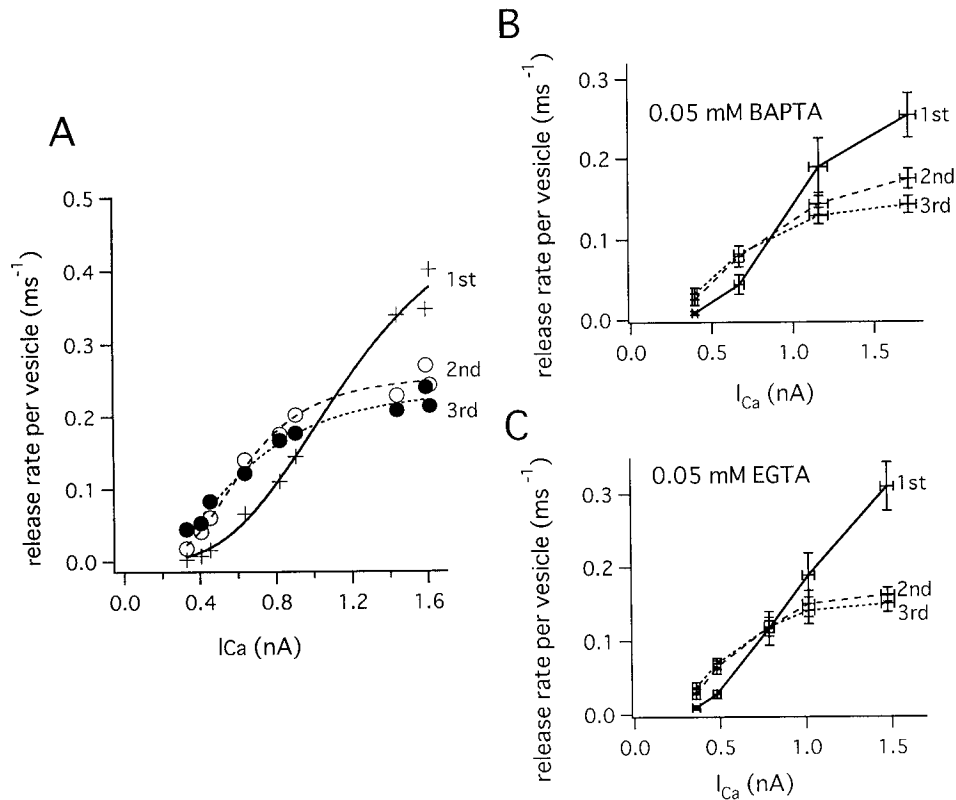 A
release rate per vesicle (ms⁻¹)
0.5
0.4
0.3
0.2
0.1
0.0
1st
2nd
3rd
0.0 0.4 0.8 1.2 1.6
ICa (nA)
B
release rate per vesicle (ms⁻¹)
0.05 mM BAPTA
0.3
0.2
0.1
0.0
1st
2nd
3rd
0.0 0.5 1.0 1.5
I_Ca (nA)
C
release rate per vesicle (ms⁻¹)
0.05 mM EGTA
0.3
0.2
0.1
0.0
1st
2nd
3rd
0.0 0.5 1.0 1.5
I_Ca (nA)